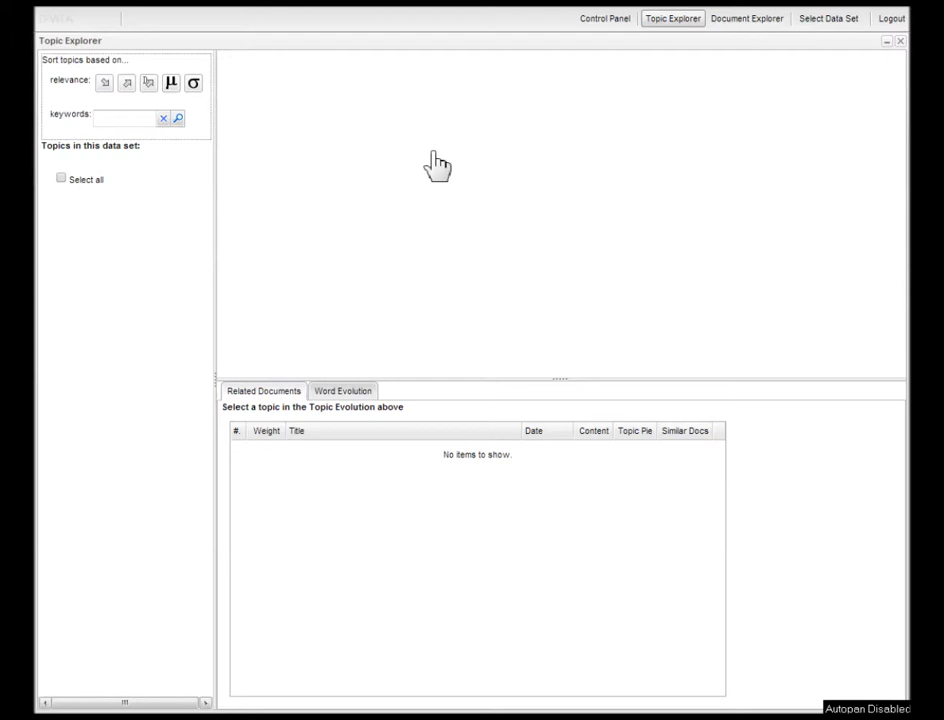 Control Panel Topic Explorer Document Explorer Select Data Set Logout
Topic Explorer
Sort topics based on...
relevance: μ σ
keywords:
Topics in this data set:
Select all
Related Documents Word Evolution
Select a topic in the Topic Evolution above
#. Weight Title Date Content Topic Pie Similar Docs
No items to show.
Autopan Disabled